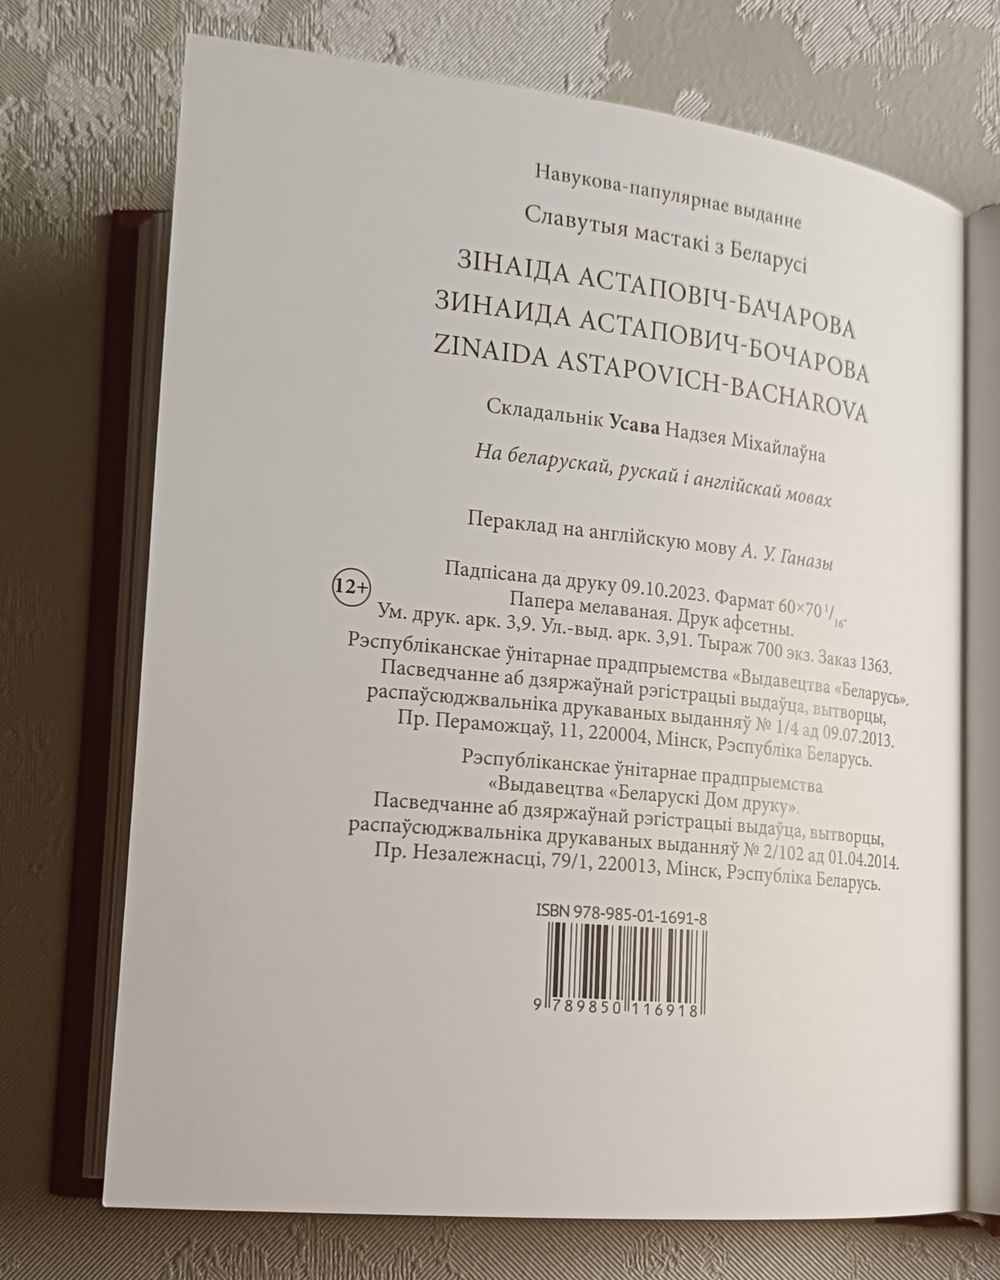 Навукова-папулярнае выданне
Славутыя мастакі з Беларусі
ЗІНАІДА АСТАПОВІЧ-БАЧАРОВА
ЗИНАИДА АСТАПОВИЧ-БОЧАРОВА
ZINAIDA ASTAPOVICH-BACHAROVA
Складальнік Усава Надзея Міхайлаўна
На беларускай, рускай і англійскай мовах
Пераклад на англійскую мову А. У. Ганазы
12+
Падпісана да друку 09.10.2023. Фармат 60×70 1/16.
Папера мелаваная. Друк афсетны.
Ум. друк. арк. 3,9. Ул.-выд. арк. 3,91. Тыраж 700 экз. Заказ 1363.
Рэспубліканскае ўнітарнае прадпрыемства «Выдавецтва «Беларусь».
Пасведчанне аб дзяржаўнай рэгістрацыі выдаўца, вытворцы,
распаўсюджвальніка друкаваных выданняў № 1/4 ад 09.07.2013.
Пр. Пераможцаў, 11, 220004, Мінск, Рэспубліка Беларусь.
Рэспубліканскае ўнітарнае прадпрыемства
«Выдавецтва «Беларускі Дом друку».
Пасведчанне аб дзяржаўнай рэгістрацыі выдаўца, вытворцы,
распаўсюджвальніка друкаваных выданняў № 2/102 ад 01.04.2014.
Пр. Незалежнасці, 79/1, 220013, Мінск, Рэспубліка Беларусь.
ISBN 978-985-01-1691-8
9 789850 116918